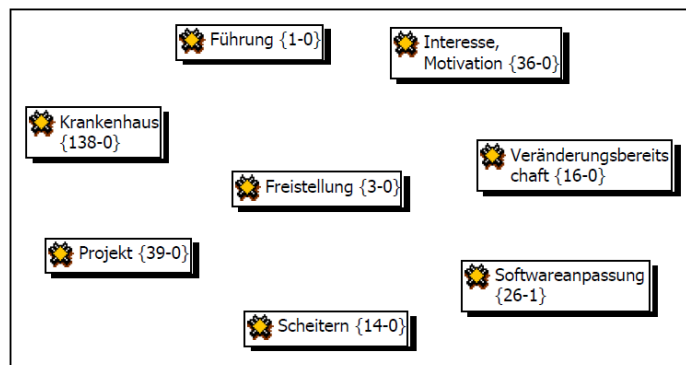 Führung {1-0}
Interesse,
Motivation {36-0}
Krankenhaus
{138-0}
Veränderungsbereits
chaft {16-0}
Freistellung {3-0}
Projekt {39-0}
Softwareanpassung
{26-1}
Scheitern {14-0}